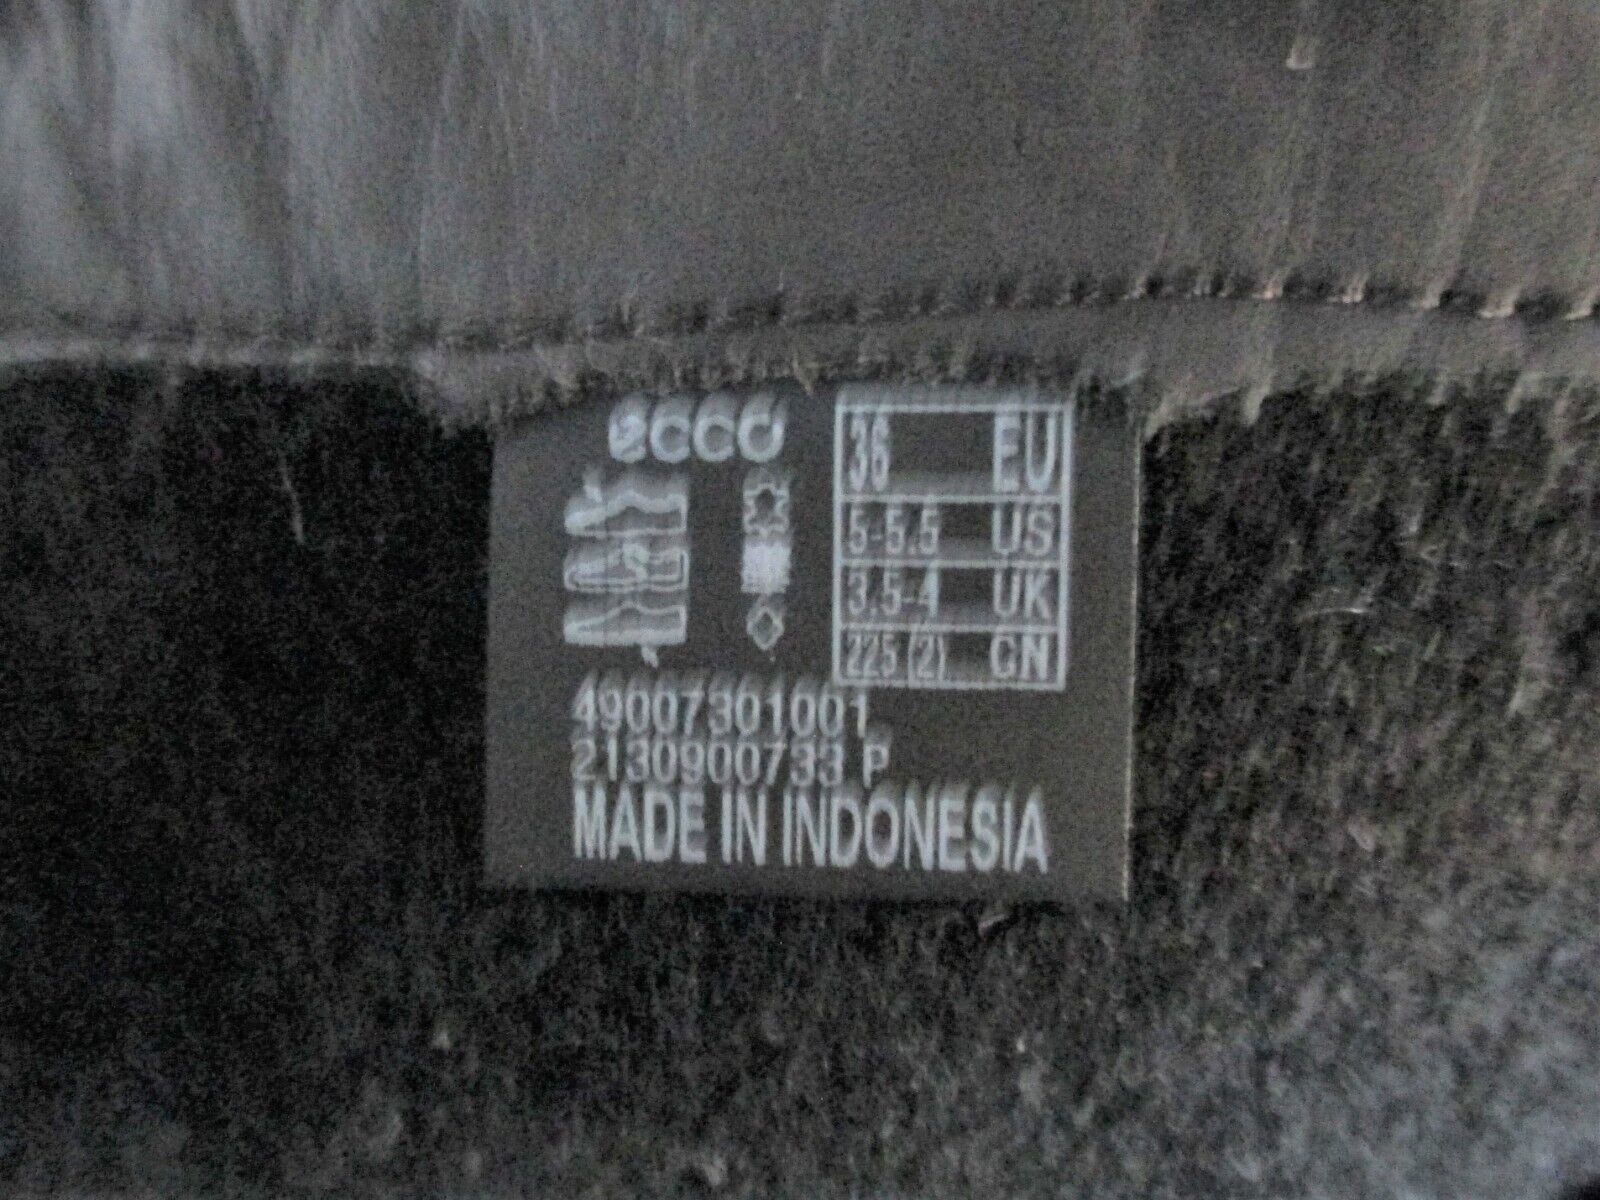 ecco
36 EU
5-5.5 US
3.5-4 UK
225 (2) CN
49007301001
2130900733 P
MADE IN INDONESIA